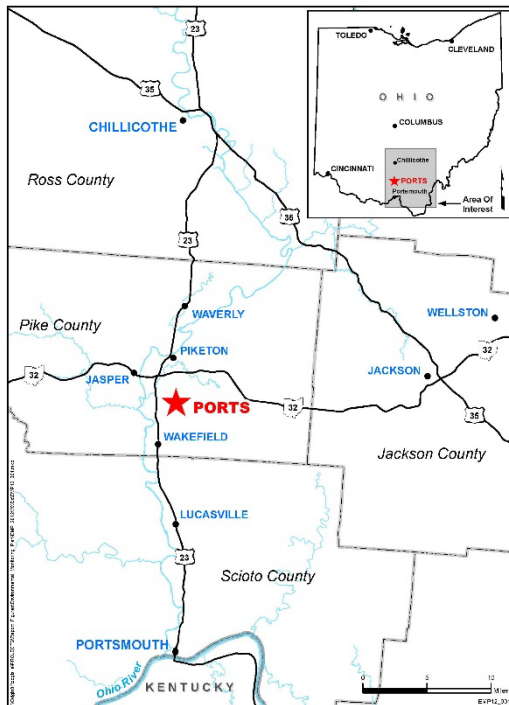 23
35
CHILLICOTHE
Ross County
35
23
TOLEDO
CLEVELAND
O H I O
COLUMBUS
Chillicothe
CINCINNATI
PORTS
Portsmouth
Area Of
Interest
WAVERLY
WELLSTON
Pike County
PIKETON
32
32
JASPER
JACKSON
PORTS
32
35
WAKEFIELD
Jackson County
LUCASVILLE
23
Scioto County
PORTSMOUTH
Ohio River
KENTUCKY
0
5
10
Miles